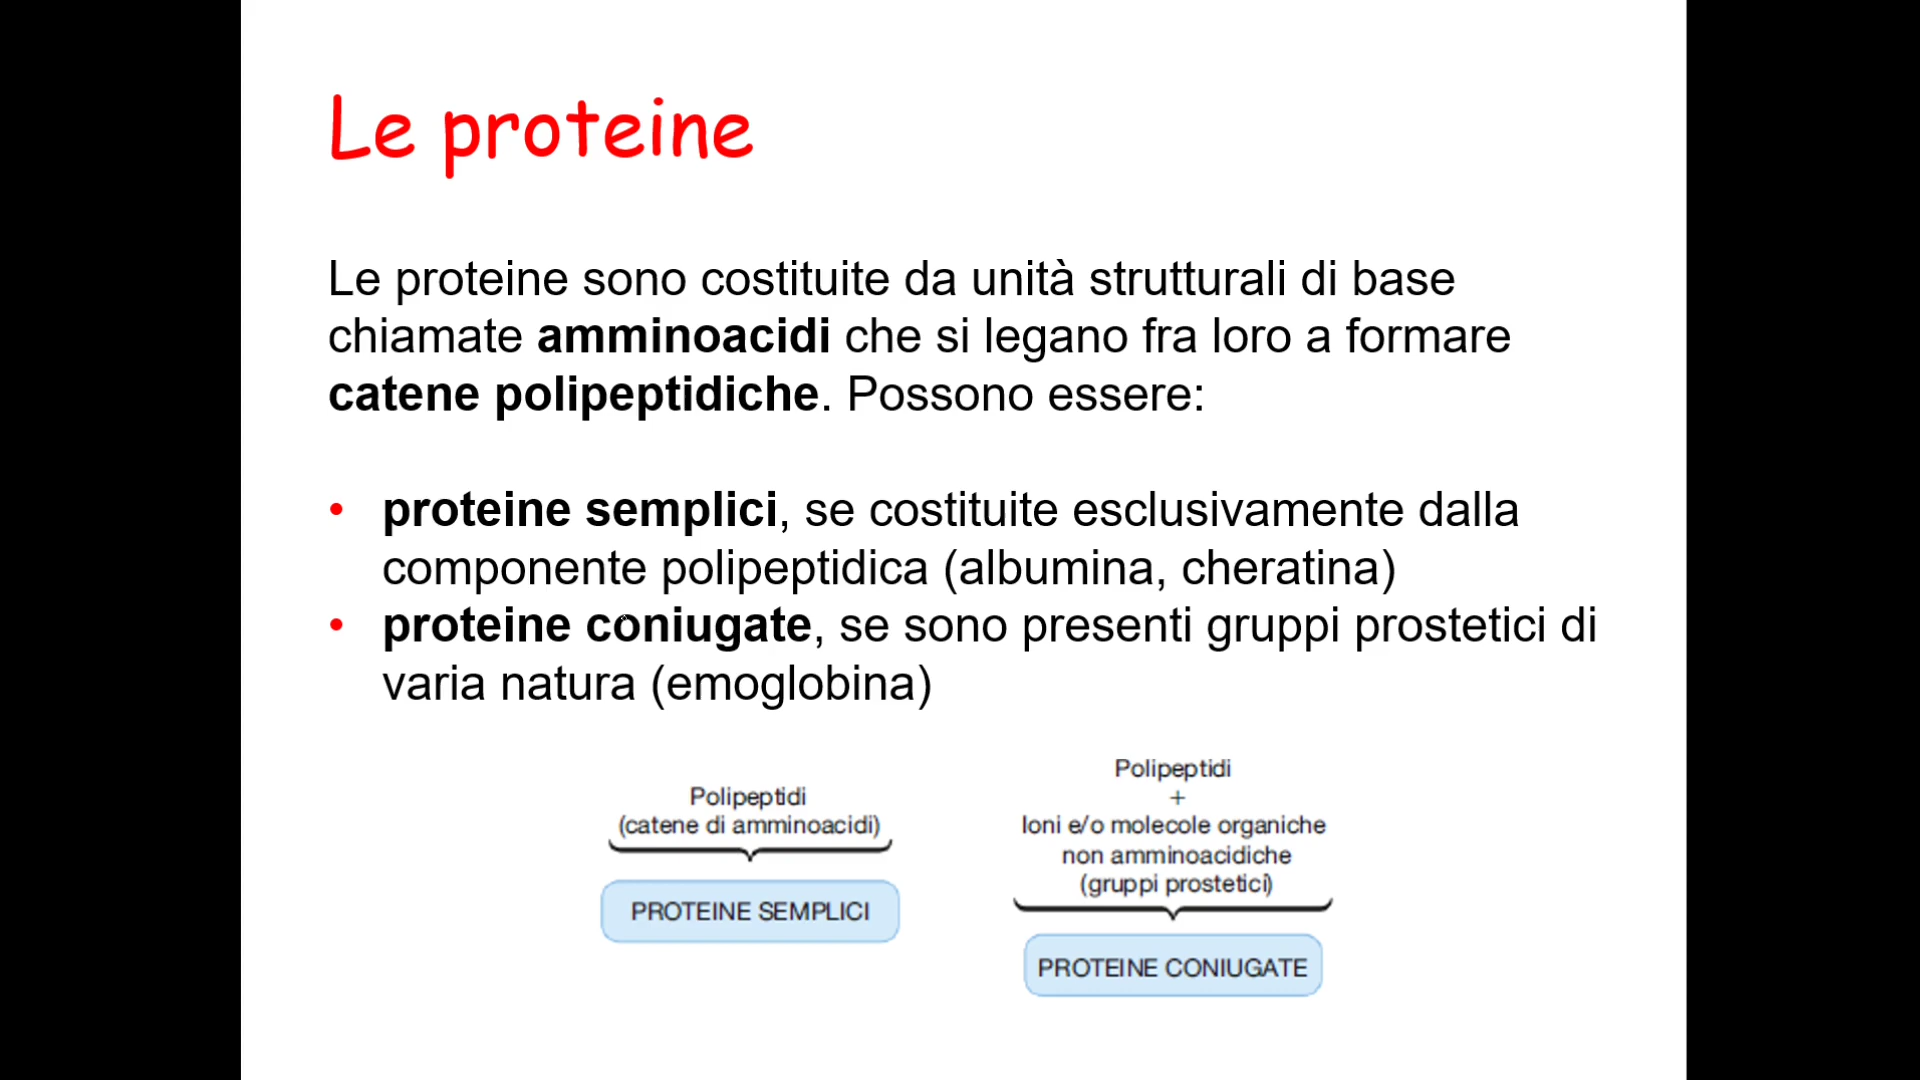 Le proteine
Le proteine sono costituite da unità strutturali di base
chiamate amminoacidi che si legano fra loro a formare
catene polipeptidiche. Possono essere:
• proteine semplici, se costituite esclusivamente dalla
componente polipeptidica (albumina, cheratina)
• proteine coniugate, se sono presenti gruppi prostetici di
varia natura (emoglobina)
Polipeptidi
(catene di amminoacidi)
PROTEINE SEMPLICI
Polipeptidi
+
Ioni e/o molecole organiche
non amminoacidiche
(gruppi prostetici)
PROTEINE CONIUGATE